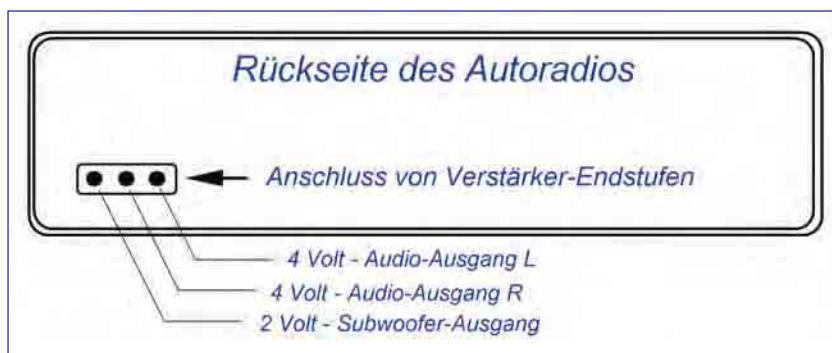 Rückseite des Autoradios
Anschluss von Verstärker-Endstufen
4 Volt - Audio-Ausgang L
4 Volt - Audio-Ausgang R
2 Volt - Subwoofer-Ausgang